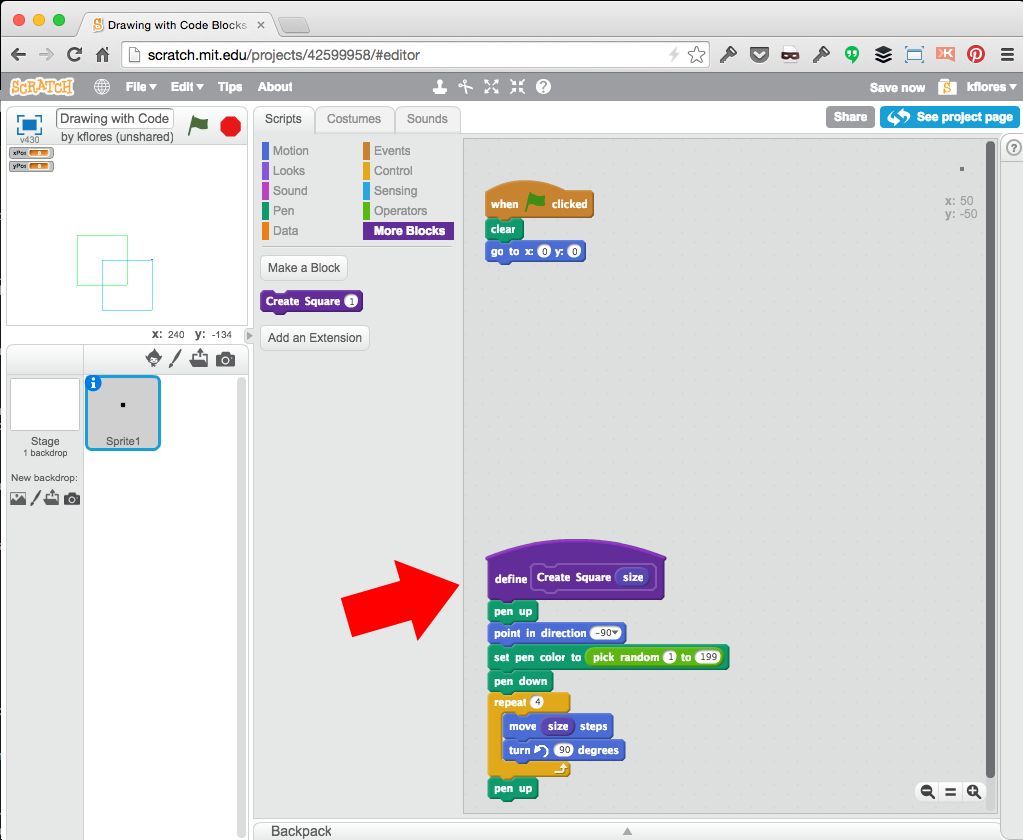 Drawing with Code Blocks
scratch.mit.edu/projects/42599958/#editor
SCRATCH
File
Edit
Tips
About
Save now
kflores
v430
Drawing with Code
by kflores (unshared)
xPos
yPos
x: 240 y: -134
Scripts
Costumes
Sounds
Share
See project page
Motion
Looks
Sound
Pen
Data
Events
Control
Sensing
Operators
More Blocks
Make a Block
Create Square 1
Add an Extension
Stage
1 backdrop
New backdrop:
Sprite1
x: 50
y: -50
when clicked
clear
go to x: 0 y: 0
define Create Square size
pen up
point in direction -90
set pen color to pick random 1 to 199
pen down
repeat 4
move size steps
turn 90 degrees
pen up
Backpack